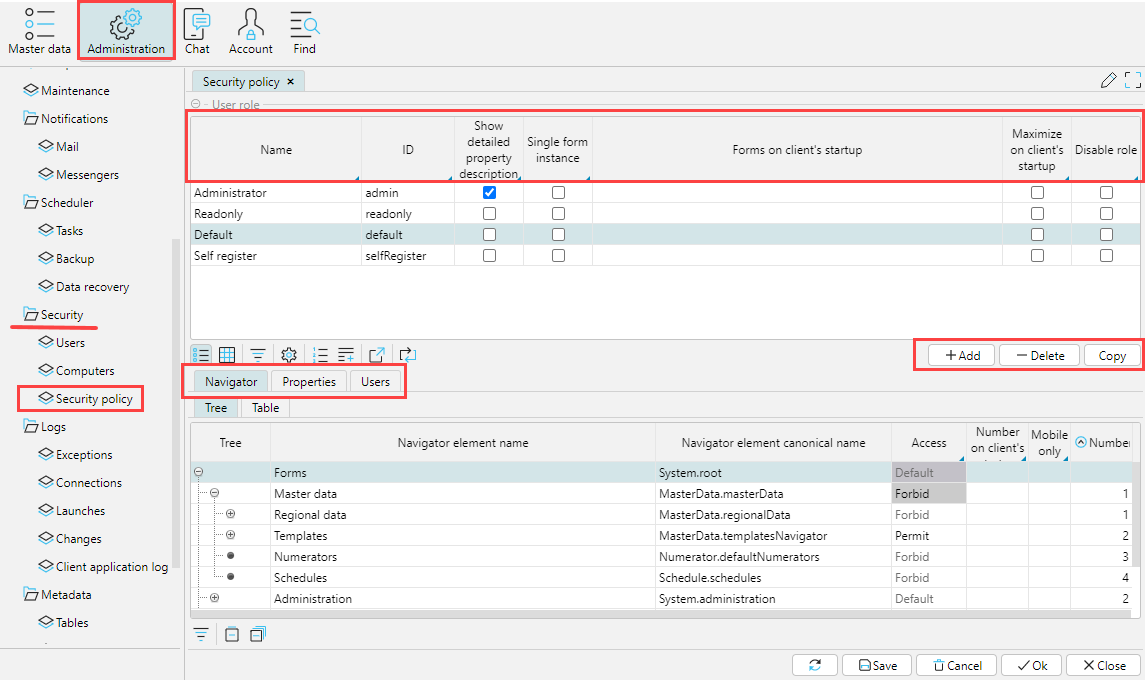 Master data
Administration
Chat
Account
Find
Maintenance
Notifications
Mail
Messengers
Scheduler
Tasks
Backup
Data recovery
Security
Users
Computers
Security policy
Logs
Exceptions
Connections
Launches
Changes
Client application log
Metadata
Tables
Security policy ×
User role
Name
ID
Show
detailed
property
description
Single form
instance
Forms on client's startup
Maximize
on client's
startup
Disable role
Administrator admin
Readonly readonly
Default default
Self register selfRegister
Add
Delete
Copy
Navigator Properties Users
Tree Table
Tree
Navigator element name
Navigator element canonical name
Access
Number
on client's
Mobile
only
Number
Forms System.root Default
Master data MasterData.masterData Forbid 1
Regional data MasterData.regionalData Forbid 1
Templates MasterData.templatesNavigator Permit 2
Numerators Numerator.defaultNumerators Forbid 3
Schedules Schedule.schedules Forbid 4
Administration System.administration Default 2
Save
Cancel
Ok
Close